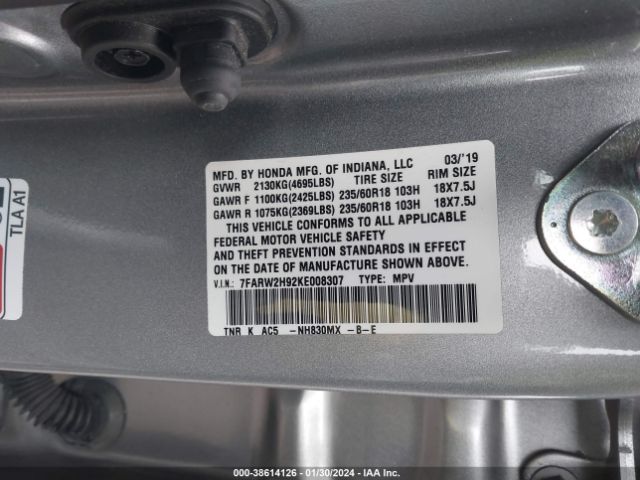 MFD. BY HONDA MFG. OF INDIANA, LLC 03/'19
GVWR 2130KG(4695LBS) TIRE SIZE RIM SIZE
GAWR F 1100KG(2425LBS) 235/60R18 103H 18X7.5J
GAWR R 1075KG(2369LBS) 235/60R18 103H 18X7.5J
THIS VEHICLE CONFORMS TO ALL APPLICABLE
FEDERAL MOTOR VEHICLE SAFETY
AND THEFT PREVENTION STANDARDS IN EFFECT
ON THE DATE OF MANUFACTURE SHOWN ABOVE.
V.I.N.: 7FARW2H92KE008307 TYPE: MPV
TNR K AC5 -NH830MX -B-E
TLA A1
000-38614126 - 01/30/2024 - IAA Inc.